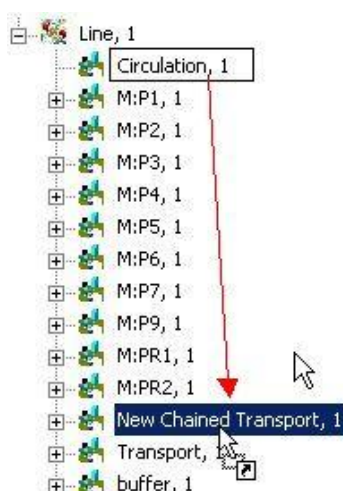 Line, 1
Circulation, 1
M:P1, 1
M:P2, 1
M:P3, 1
M:P4, 1
M:P5, 1
M:P6, 1
M:P7, 1
M:P9, 1
M:PR1, 1
M:PR2, 1
New Chained Transport, 1
Transport, 1
buffer, 1